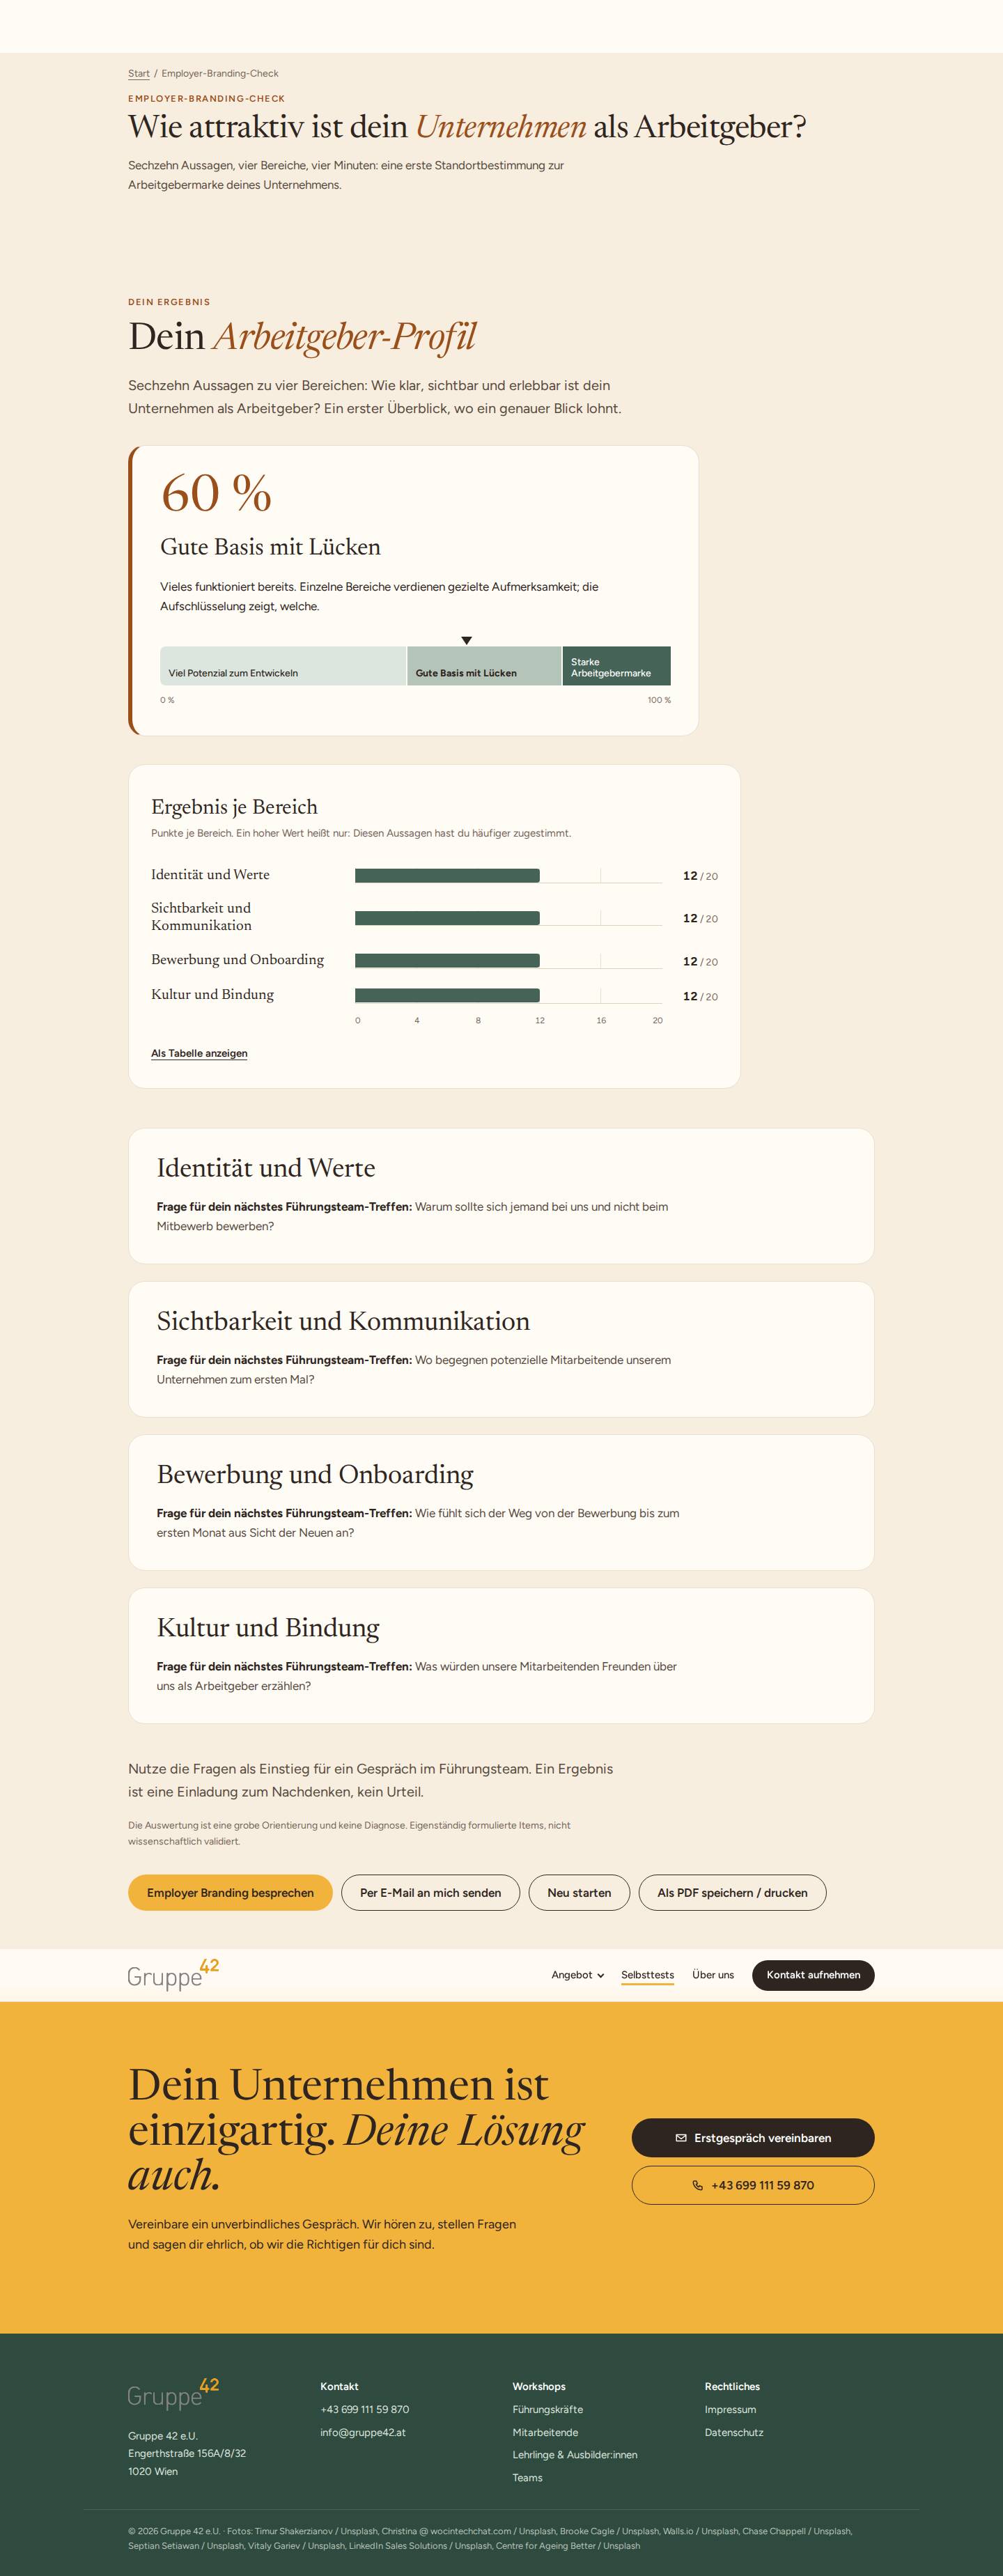 Start / Employer-Branding-Check
EMPLOYER-BRANDING-CHECK
Wie attraktiv ist dein Unternehmen als Arbeitgeber?
Sechzehn Aussagen, vier Bereiche, vier Minuten: eine erste Standortbestimmung zur
Arbeitgebermarke deines Unternehmens.
DEIN ERGEBNIS
Dein Arbeitgeber-Profil
Sechzehn Aussagen zu vier Bereichen: Wie klar, sichtbar und erlebbar ist dein
Unternehmen als Arbeitgeber? Ein erster Überblick, wo ein genauer Blick lohnt.
60 %
Gute Basis mit Lücken
Vieles funktioniert bereits. Einzelne Bereiche verdienen gezielte Aufmerksamkeit; die
Aufschlüsselung zeigt, welche.
Viel Potenzial zum Entwickeln
Gute Basis mit Lücken
Starke
Arbeitgebermarke
0 %
100 %
Ergebnis je Bereich
Punkte je Bereich. Ein hoher Wert heißt nur: Diesen Aussagen hast du häufiger zugestimmt.
Identität und Werte
12 / 20
Sichtbarkeit und
Kommunikation
12 / 20
Bewerbung und Onboarding
12 / 20
Kultur und Bindung
12 / 20
0 4 8 12 16 20
Als Tabelle anzeigen
Identität und Werte
Frage für dein nächstes Führungsteam-Treffen: Warum sollte sich jemand bei uns und nicht beim
Mitbewerb bewerben?
Sichtbarkeit und Kommunikation
Frage für dein nächstes Führungsteam-Treffen: Wo begegnen potenzielle Mitarbeitende unserem
Unternehmen zum ersten Mal?
Bewerbung und Onboarding
Frage für dein nächstes Führungsteam-Treffen: Wie fühlt sich der Weg von der Bewerbung bis zum
ersten Monat aus Sicht der Neuen an?
Kultur und Bindung
Frage für dein nächstes Führungsteam-Treffen: Was würden unsere Mitarbeitenden Freunden über
uns als Arbeitgeber erzählen?
Nutze die Fragen als Einstieg für ein Gespräch im Führungsteam. Ein Ergebnis
ist eine Einladung zum Nachdenken, kein Urteil.
Die Auswertung ist eine grobe Orientierung und keine Diagnose. Eigenständig formulierte Items, nicht
wissenschaftlich validiert.
Employer Branding besprechen
Per E-Mail an mich senden
Neu starten
Als PDF speichern / drucken
Gruppe42
Angebot
Selbsttests
Über uns
Kontakt aufnehmen
Dein Unternehmen ist
einzigartig. Deine Lösung
auch.
Vereinbare ein unverbindliches Gespräch. Wir hören zu, stellen Fragen
und sagen dir ehrlich, ob wir die Richtigen für dich sind.
Erstgespräch vereinbaren
+43 699 111 59 870
Gruppe42
Gruppe 42 e.U.
Engerthstraße 156A/8/32
1020 Wien
Kontakt
+43 699 111 59 870
info@gruppe42.at
Workshops
Führungskräfte
Mitarbeitende
Lehrlinge & Ausbilder:innen
Teams
Rechtliches
Impressum
Datenschutz
© 2026 Gruppe 42 e.U. · Fotos: Timur Shakerzianov / Unsplash, Christina @ wocintechchat.com / Unsplash, Brooke Cagle / Unsplash, Walls.io / Unsplash, Chase Chappell / Unsplash,
Septian Setiawan / Unsplash, Vitaly Gariev / Unsplash, LinkedIn Sales Solutions / Unsplash, Centre for Ageing Better / Unsplash